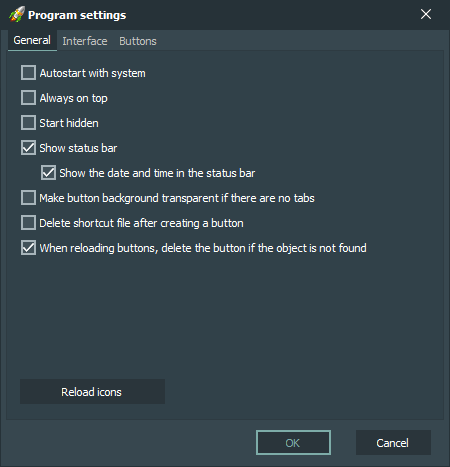 Program settings
General Interface Buttons
Autostart with system
Always on top
Start hidden
Show status bar
Show the date and time in the status bar
Make button background transparent if there are no tabs
Delete shortcut file after creating a button
When reloading buttons, delete the button if the object is not found
Reload icons
OK Cancel